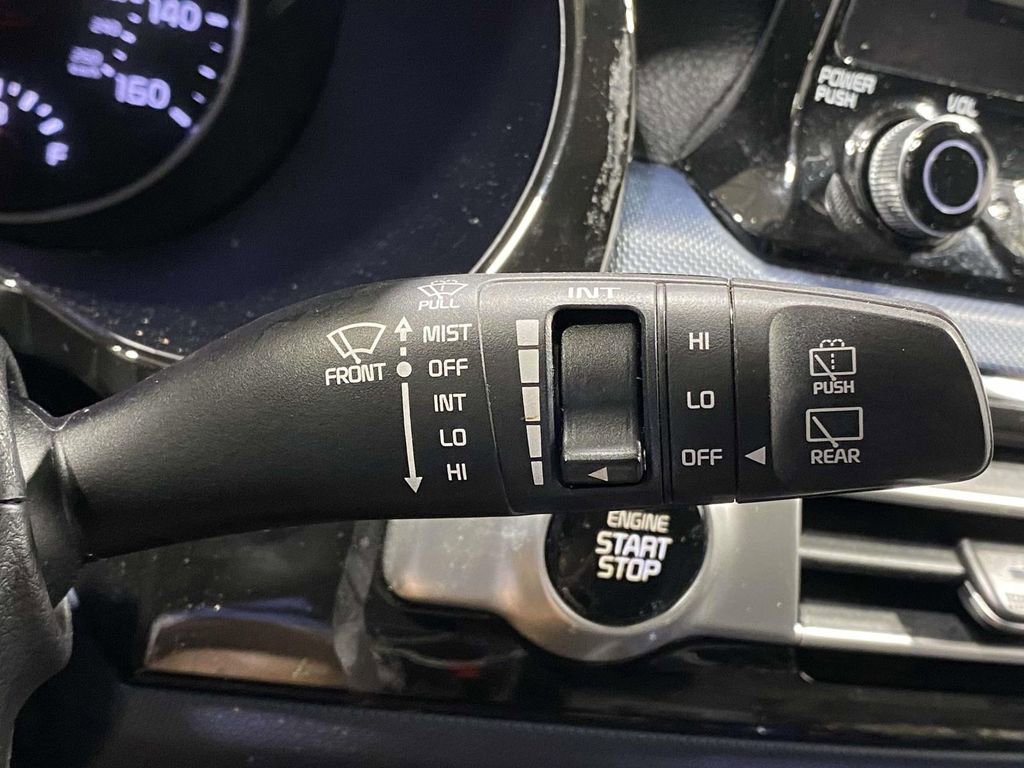 140
160
F
POWER
PUSH
VOL
PULL
FRONT
MIST
OFF
INT
LO
HI
INT
HI
LO
OFF
PUSH
REAR
ENGINE
START
STOP